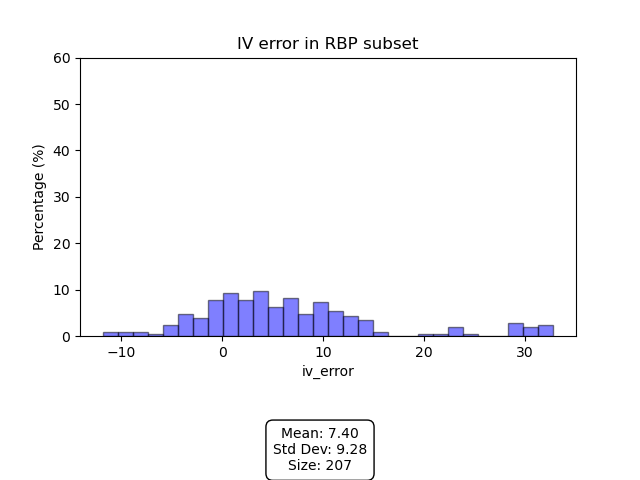 IV error in RBP subset
60
50
40
30
20
10
0
Percentage (%)
−10
0
10
20
30
iv_error
Mean: 7.40
Std Dev: 9.28
Size: 207